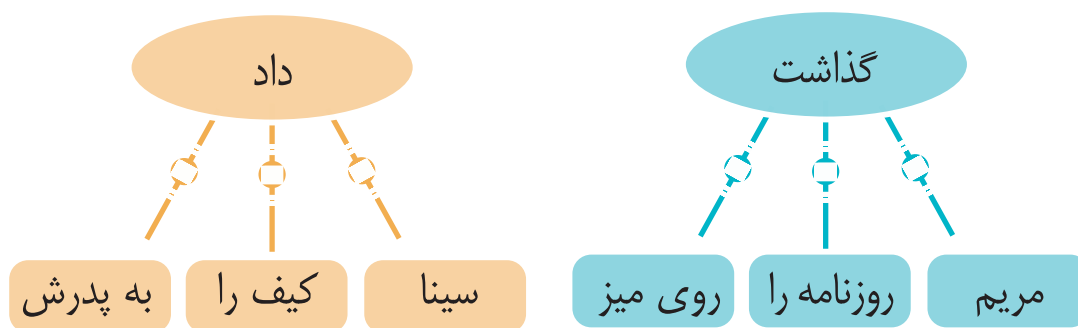 گذاشت
داد
مریم
روزنامه را
روی میز
سینا
کیف را
به پدرش